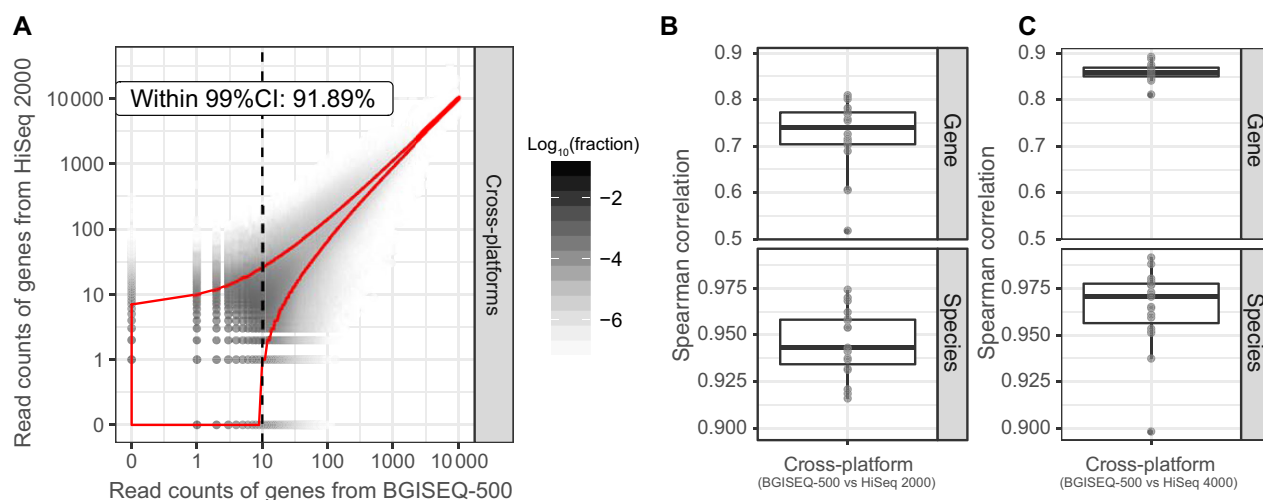 A
Read counts of genes from HiSeq 2000
10000
1000
100
10
1
0
Within 99%CI: 91.89%
Cross-platforms
0 1 10 100 1000 10000
Read counts of genes from BGISEQ-500
Log10(fraction)
−2
−4
−6
B
Spearman correlation
0.9
0.8
0.7
0.6
0.5
Gene
0.975
0.950
0.925
0.900
Species
Cross-platform
(BGISEQ-500 vs HiSeq 2000)
C
Spearman correlation
0.9
0.8
0.7
0.6
0.5
Gene
0.975
0.950
0.925
0.900
Species
Cross-platform
(BGISEQ-500 vs HiSeq 4000)